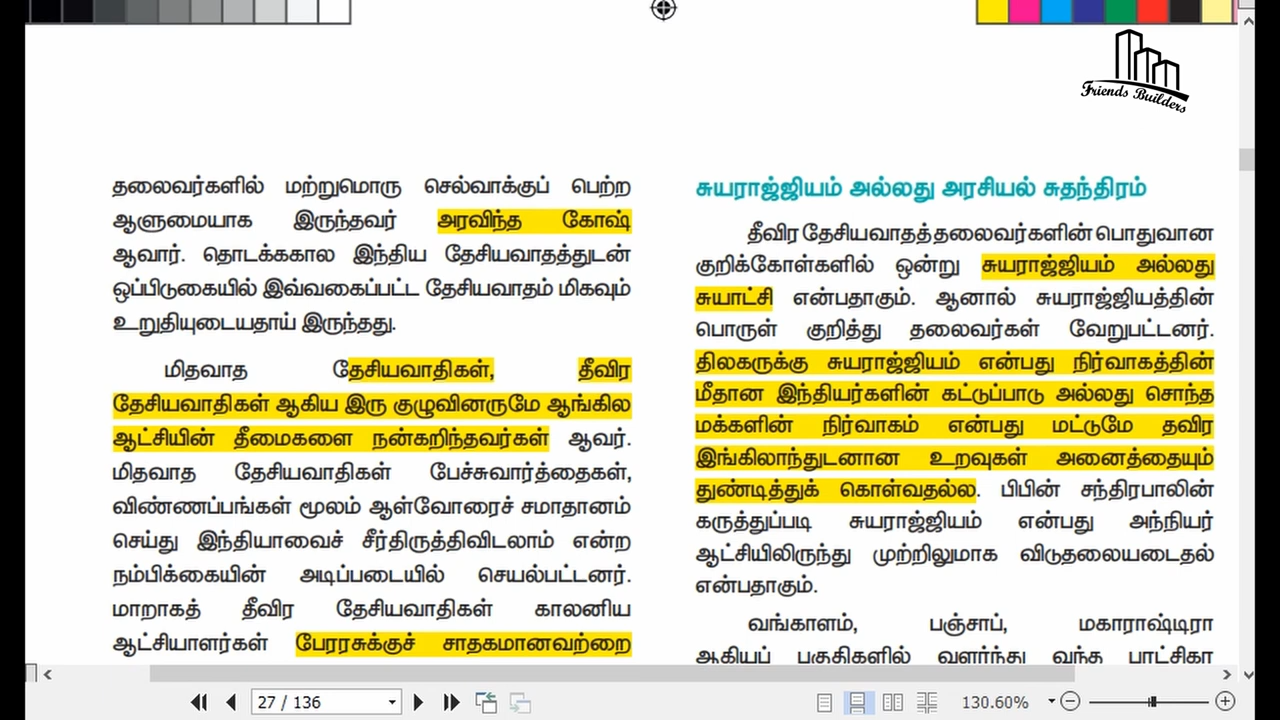 Friends Builders
தலைவர்களில் மற்றுமொரு செல்வாக்குப் பெற்ற
ஆளுமையாக இருந்தவர் அரவிந்த கோஷ்
ஆவார். தொடக்ககால இந்திய தேசியவாதத்துடன்
ஒப்பிடுகையில் இவ்வகைப்பட்ட தேசியவாதம் மிகவும்
உறுதியுடையதாய் இருந்தது.
மிதவாத தேசியவாதிகள், தீவிர
தேசியவாதிகள் ஆகிய இரு குழுவினருமே ஆங்கில
ஆட்சியின் தீமைகளை நன்கறிந்தவர்கள் ஆவர்.
மிதவாத தேசியவாதிகள் பேச்சுவார்த்தைகள்,
விண்ணப்பங்கள் மூலம் ஆள்வோரைச் சமாதானம்
செய்து இந்தியாவைச் சீர்திருத்திவிடலாம் என்ற
நம்பிக்கையின் அடிப்படையில் செயல்பட்டனர்.
மாறாகத் தீவிர தேசியவாதிகள் காலனிய
ஆட்சியாளர்கள் பேரரசுக்குச் சாதகமானவற்றை
சுயராஜ்ஜியம் அல்லது அரசியல் சுதந்திரம்
தீவிர தேசியவாதத் தலைவர்களின் பொதுவான
குறிக்கோள்களில் ஒன்று சுயராஜ்ஜியம் அல்லது
சுயாட்சி என்பதாகும். ஆனால் சுயராஜ்ஜியத்தின்
பொருள் குறித்து தலைவர்கள் வேறுபட்டனர்.
திலகருக்கு சுயராஜ்ஜியம் என்பது நிர்வாகத்தின்
மீதான இந்தியர்களின் கட்டுப்பாடு அல்லது சொந்த
மக்களின் நிர்வாகம் என்பது மட்டுமே தவிர
இங்கிலாந்துடனான உறவுகள் அனைத்தையும்
துண்டித்துக் கொள்வதல்ல. பிபின் சந்திரபாலின்
கருத்துப்படி சுயராஜ்ஜியம் என்பது அந்நியர்
ஆட்சியிலிருந்து முற்றிலுமாக விடுதலையடைதல்
என்பதாகும்.
வங்காளம், பஞ்சாப், மகாராஷ்டிரா
ஆகியப் பகுதிகளில் வளர்ந்து வந்த பாட்சிகா
27 / 136
130.60%